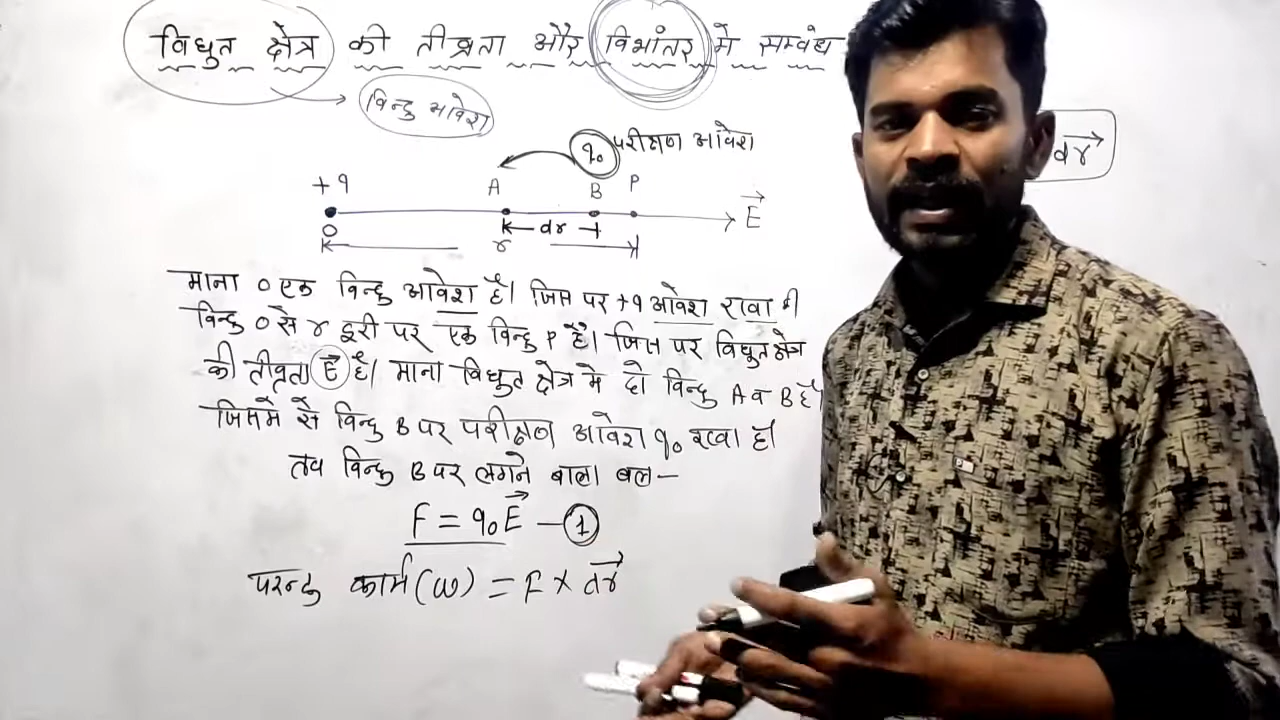 विधुत क्षेत्र की तीव्रता और विभांतर में सम्बंध
बिन्दु आवेश
q₀ परीक्षण आवेश
dr⃗
+q A B P
O dr E⃗
r
माना O एक बिन्दु आवेश है। जिस पर +q आवेश रखा
बिन्दु O से r दूरी पर एक बिन्दु P है। जिस पर विधुत क्षेत्र
की तीव्रता E⃗ है। माना विधुत क्षेत्र में दो बिन्दु A व B है
जिसमे से बिन्दु B पर परीक्षण आवेश q₀ रखा हो
तब बिन्दु B पर लगने वाला बल —
F = q₀E⃗ — ①
परन्तु कार्य (W) = F × dr⃗